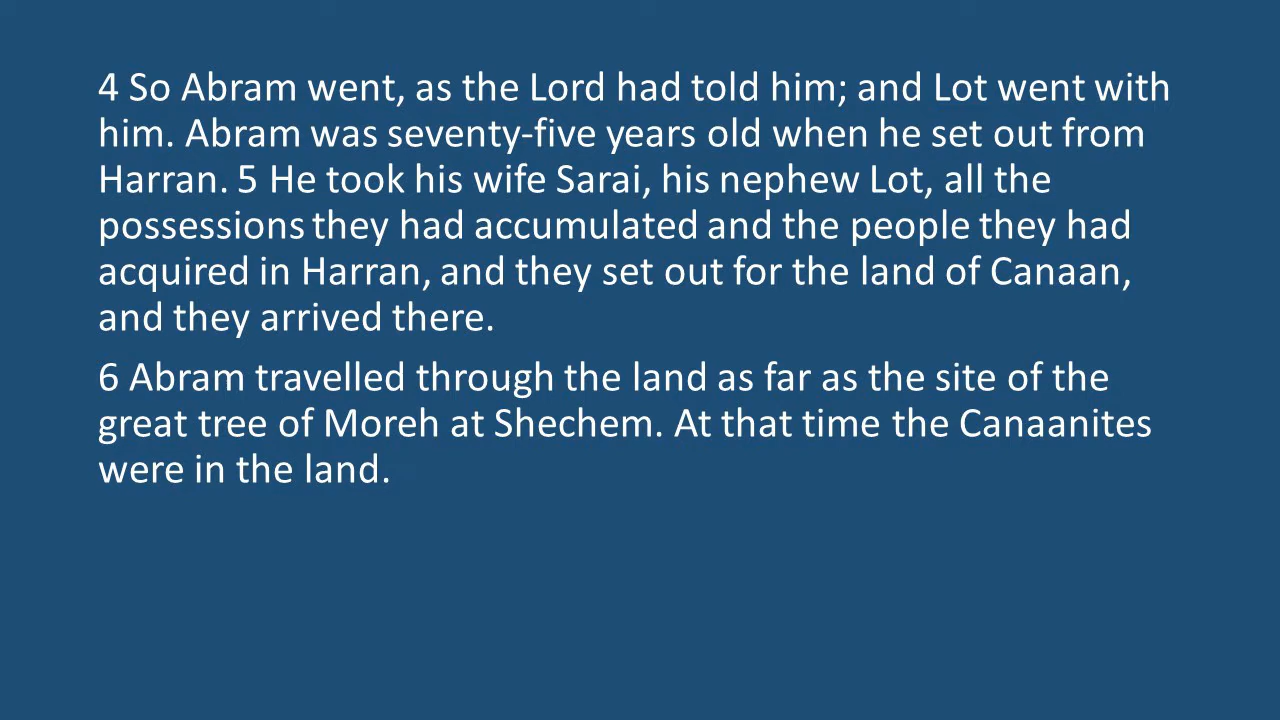 4 So Abram went, as the Lord had told him; and Lot went with
him. Abram was seventy-five years old when he set out from
Harran. 5 He took his wife Sarai, his nephew Lot, all the
possessions they had accumulated and the people they had
acquired in Harran, and they set out for the land of Canaan,
and they arrived there.
6 Abram travelled through the land as far as the site of the
great tree of Moreh at Shechem. At that time the Canaanites
were in the land.